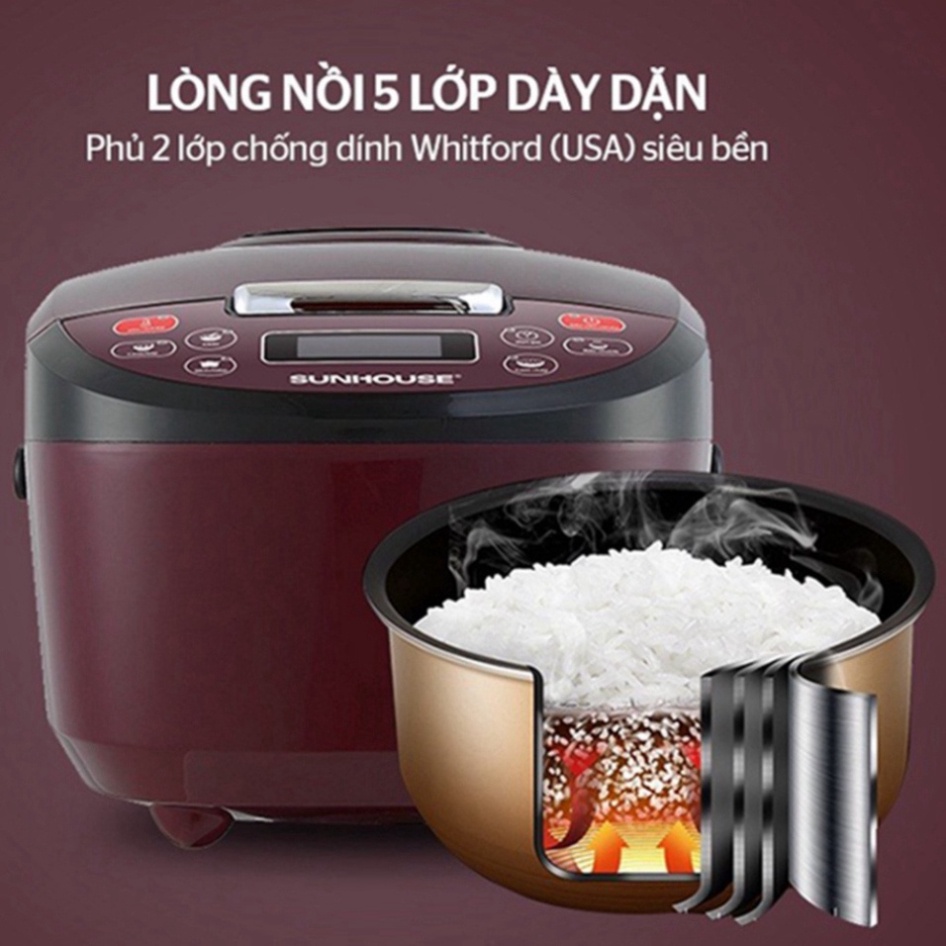 LÒNG NỒI 5 LỚP DÀY DẶN
Phủ 2 lớp chống dính Whitford (USA) siêu bền
SUNHOUSE